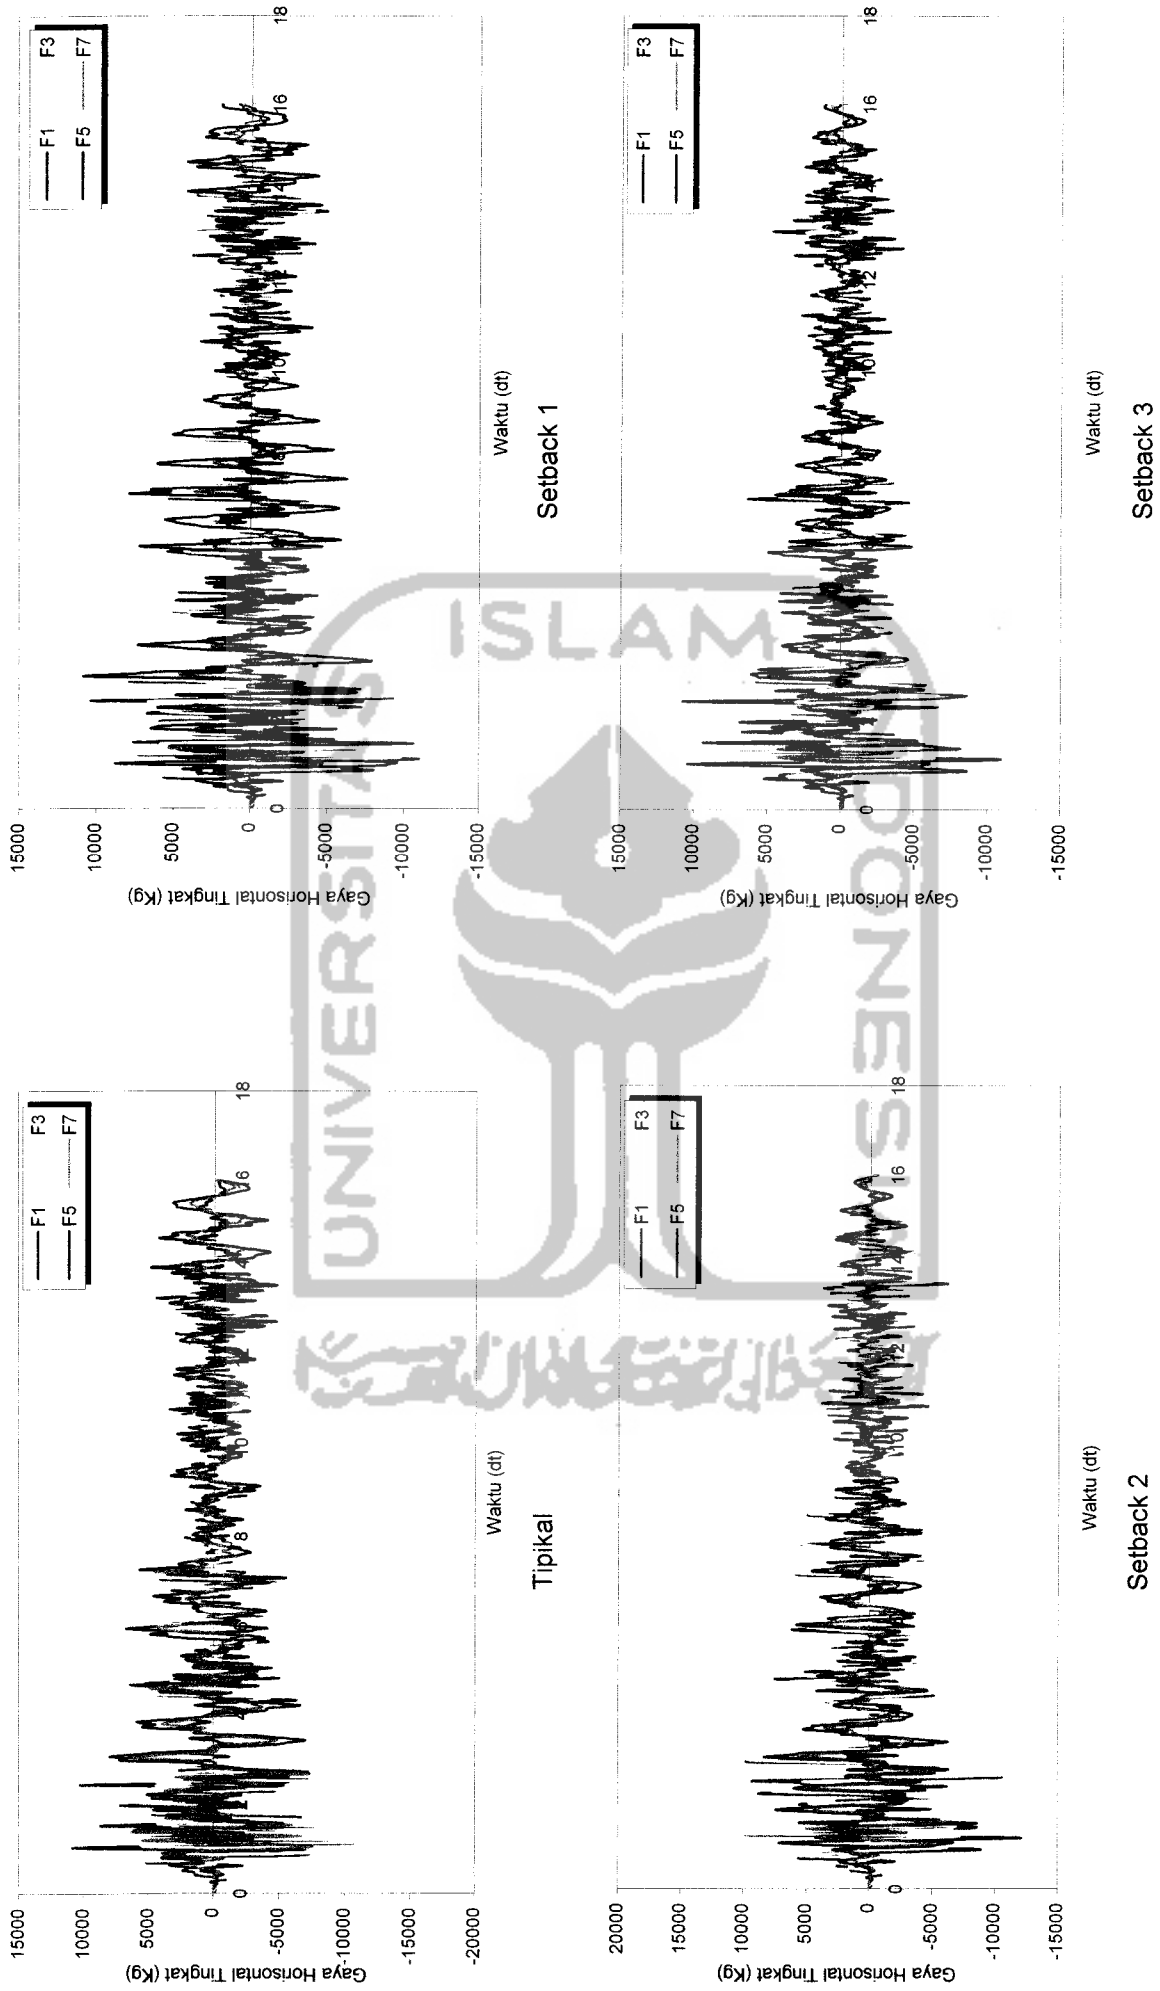 Gaya Horisontal Tingkat (Kg)
15000
10000
5000
0
-5000
-10000
-15000
-20000
F1 F3
F5 F7
0 8 10 16 18
Waktu (dt)
Tipikal
Gaya Horisontal Tingkat (Kg)
15000
10000
5000
0
-5000
-10000
-15000
F1 F3
F5 F7
0 10 12 16 18
Waktu (dt)
Setback 1
Gaya Horisontal Tingkat (Kg)
20000
15000
10000
5000
0
-5000
-10000
-15000
F1 F3
F5 F7
0 10 12 14 16 18
Waktu (dt)
Setback 2
Gaya Horisontal Tingkat (Kg)
15000
10000
5000
0
-5000
-10000
-15000
F1 F3
F5 F7
0 10 12 16 18
Waktu (dt)
Setback 3
UNIVERSITAS
ISLAM
INDONESIA